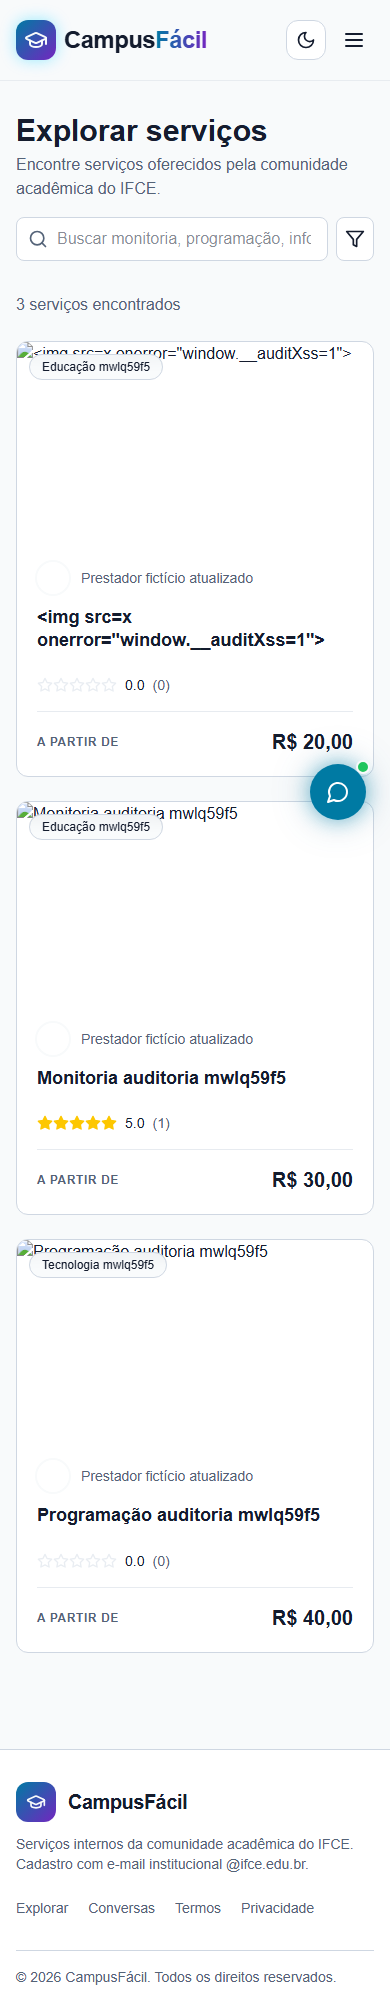 CampusFácil
Explorar serviços
Encontre serviços oferecidos pela comunidade
acadêmica do IFCE.
Buscar monitoria, programação, info
3 serviços encontrados
<img src=x onerror="window.__auditXss=1">
Educação mwlq59f5
Prestador fictício atualizado
<img src=x
onerror="window.__auditXss=1">
0.0 (0)
A PARTIR DE R$ 20,00
Monitoria auditoria mwlq59f5
Educação mwlq59f5
Prestador fictício atualizado
Monitoria auditoria mwlq59f5
5.0 (1)
A PARTIR DE R$ 30,00
Programação auditoria mwlq59f5
Tecnologia mwlq59f5
Prestador fictício atualizado
Programação auditoria mwlq59f5
0.0 (0)
A PARTIR DE R$ 40,00
CampusFácil
Serviços internos da comunidade acadêmica do IFCE.
Cadastro com e-mail institucional @ifce.edu.br.
Explorar Conversas Termos Privacidade
© 2026 CampusFácil. Todos os direitos reservados.